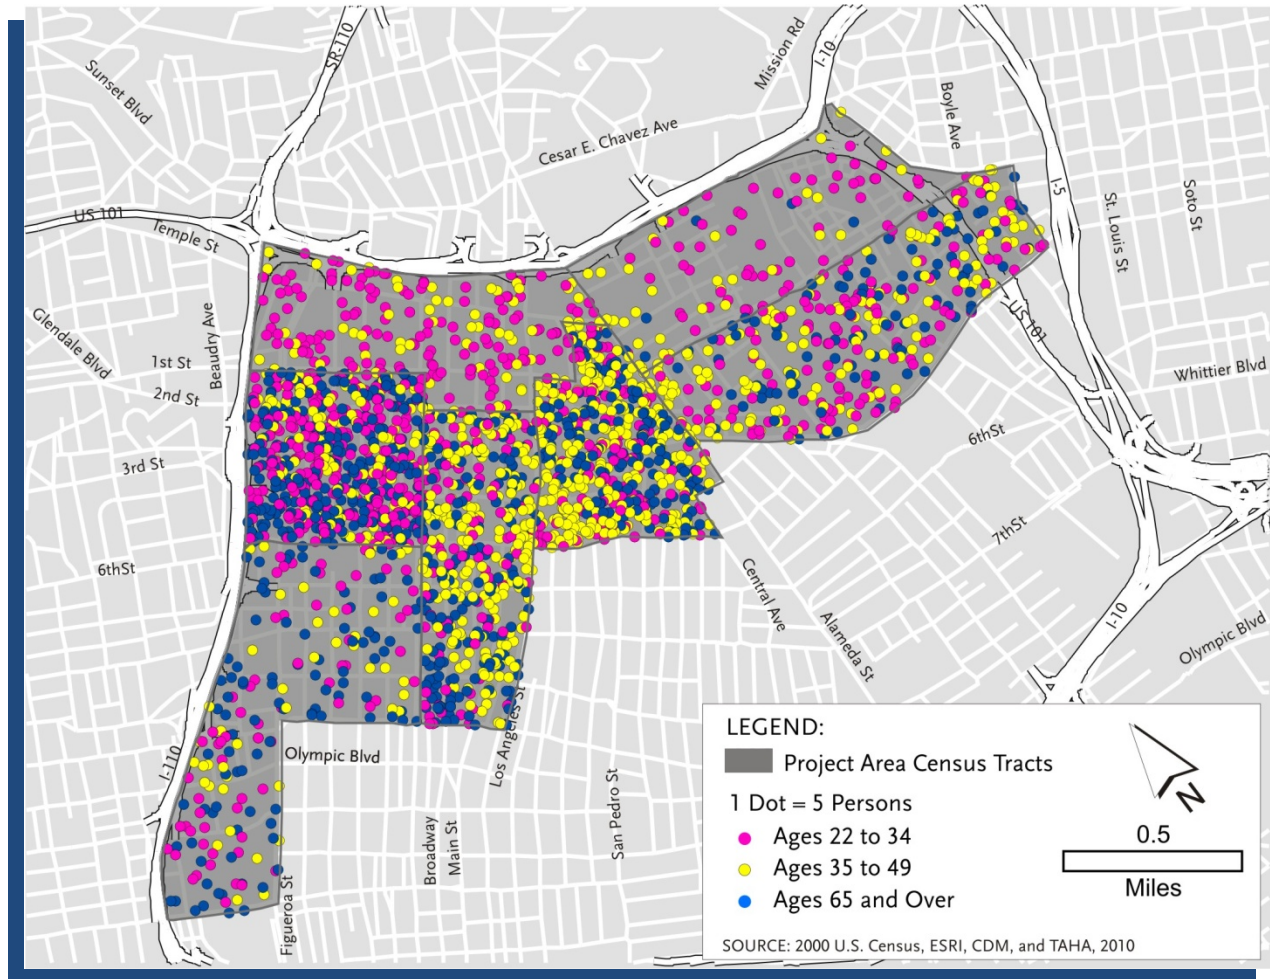 SR-110
I-10
Mission Rd
Sunset Blvd
Boyle Ave
Cesar E. Chavez Ave
I-5
St. Louis St
Soto St
US 101
Temple St
Glendale Blvd
Beaudry Ave
1st St
2nd St
US 101
Whittier Blvd
3rd St
6thSt
7thSt
6thSt
Central Ave
Alameda St
I-10
Olympic Blvd
I-110
Olympic Blvd
Los Angeles St
San Pedro St
Broadway
Main St
Figueroa St
LEGEND:
Project Area Census Tracts
1 Dot = 5 Persons
Ages 22 to 34
Ages 35 to 49
Ages 65 and Over
N
0.5
Miles
SOURCE: 2000 U.S. Census, ESRI, CDM, and TAHA, 2010